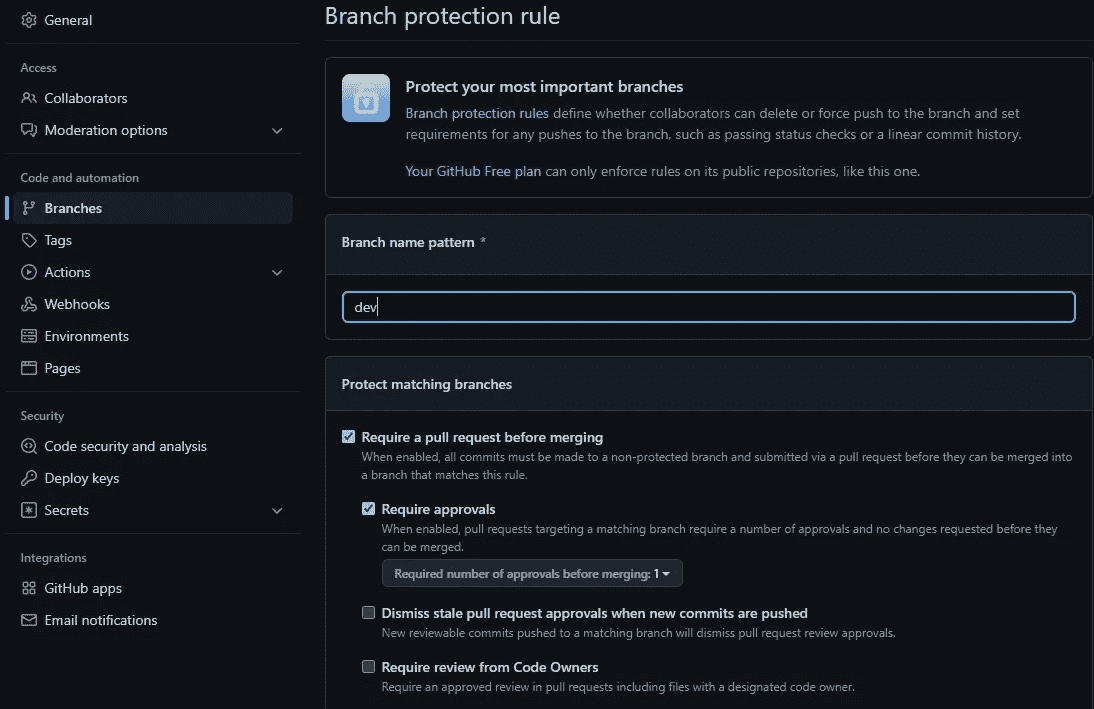 General
Access
Collaborators
Moderation options
Code and automation
Branches
Tags
Actions
Webhooks
Environments
Pages
Security
Code security and analysis
Deploy keys
Secrets
Integrations
GitHub apps
Email notifications
Branch protection rule
Protect your most important branches
Branch protection rules define whether collaborators can delete or force push to the branch and set
requirements for any pushes to the branch, such as passing status checks or a linear commit history.
Your GitHub Free plan can only enforce rules on its public repositories, like this one.
Branch name pattern *
dev
Protect matching branches
Require a pull request before merging
When enabled, all commits must be made to a non-protected branch and submitted via a pull request before they can be merged into
a branch that matches this rule.
Require approvals
When enabled, pull requests targeting a matching branch require a number of approvals and no changes requested before they
can be merged.
Required number of approvals before merging: 1
Dismiss stale pull request approvals when new commits are pushed
New reviewable commits pushed to a matching branch will dismiss pull request review approvals.
Require review from Code Owners
Require an approved review in pull requests including files with a designated code owner.